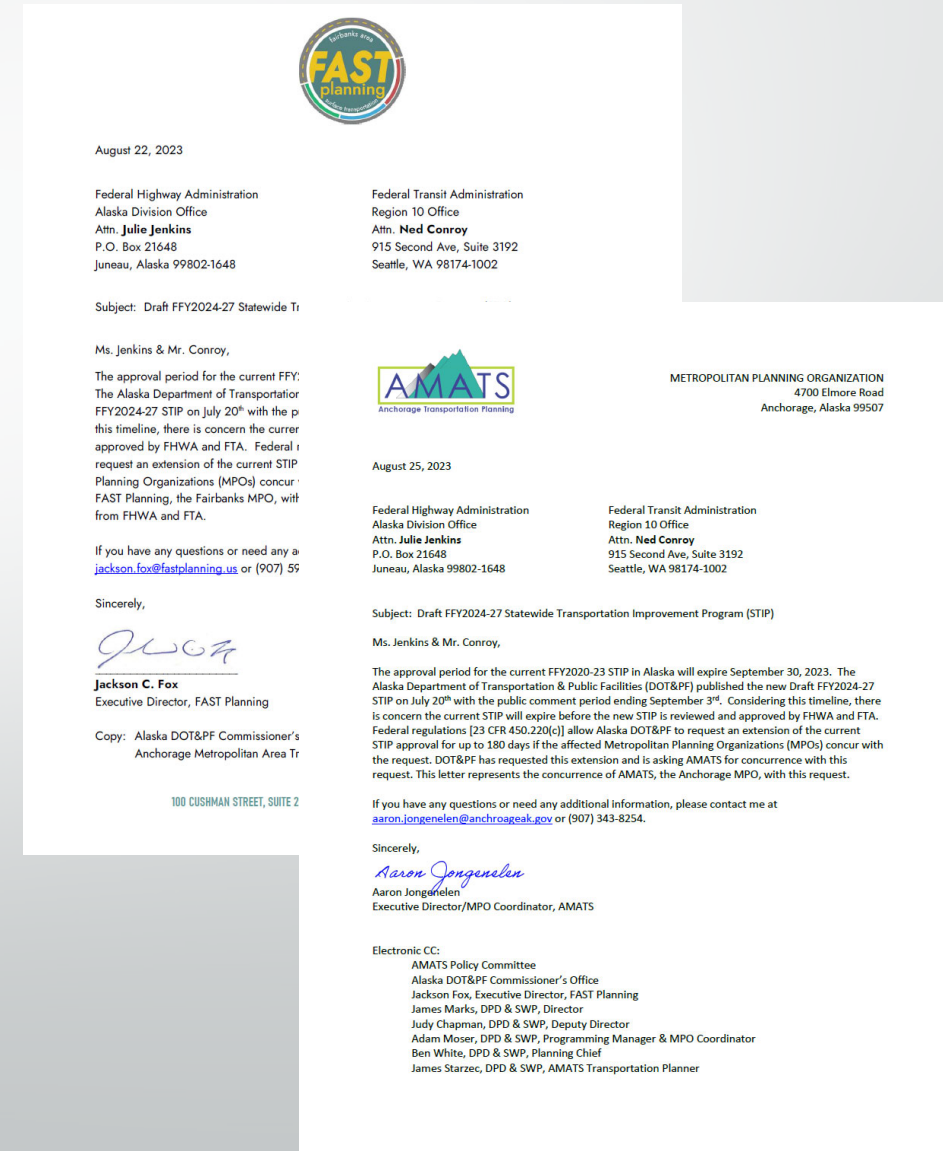 fairbanks area
FAST
planning
surface transportation
August 22, 2023
Federal Highway Administration
Alaska Division Office
Attn. Julie Jenkins
P.O. Box 21648
Juneau, Alaska 99802-1648
Federal Transit Administration
Region 10 Office
Attn. Ned Conroy
915 Second Ave, Suite 3192
Seattle, WA 98174-1002
Subject: Draft FFY2024-27 Statewide
Ms. Jenkins & Mr. Conroy,
The approval period for the current
The Alaska Department of Transportation
FFY2024-27 STIP on July 20th with the
this timeline, there is concern the
approved by FHWA and FTA. Federal
request an extension of the current STIP
Planning Organizations (MPOs) concur
FAST Planning, the Fairbanks MPO,
from FHWA and FTA.
If you have any questions or need any
jackson.fox@fastplanning.us or (907) 59
Sincerely,
Jackson C. Fox
Executive Director, FAST Planning
Copy: Alaska DOT&PF Commissioner's
Anchorage Metropolitan Area
100 CUSHMAN STREET, SUITE 2
AMATS
Anchorage Transportation Planning
METROPOLITAN PLANNING ORGANIZATION
4700 Elmore Road
Anchorage, Alaska 99507
August 25, 2023
Federal Highway Administration
Alaska Division Office
Attn. Julie Jenkins
P.O. Box 21648
Juneau, Alaska 99802-1648
Federal Transit Administration
Region 10 Office
Attn. Ned Conroy
915 Second Ave, Suite 3192
Seattle, WA 98174-1002
Subject: Draft FFY2024-27 Statewide Transportation Improvement Program (STIP)
Ms. Jenkins & Mr. Conroy,
The approval period for the current FFY2020-23 STIP in Alaska will expire September 30, 2023. The
Alaska Department of Transportation & Public Facilities (DOT&PF) published the new Draft FFY2024-27
STIP on July 20th with the public comment period ending September 3rd. Considering this timeline, there
is concern the current STIP will expire before the new STIP is reviewed and approved by FHWA and FTA.
Federal regulations [23 CFR 450.220(c)] allow Alaska DOT&PF to request an extension of the current
STIP approval for up to 180 days if the affected Metropolitan Planning Organizations (MPOs) concur with
the request. DOT&PF has requested this extension and is asking AMATS for concurrence with this
request. This letter represents the concurrence of AMATS, the Anchorage MPO, with this request.
If you have any questions or need any additional information, please contact me at
aaron.jongenelen@anchroageak.gov or (907) 343-8254.
Sincerely,
Aaron Jongenelen
Aaron Jongenelen
Executive Director/MPO Coordinator, AMATS
Electronic CC:
AMATS Policy Committee
Alaska DOT&PF Commissioner's Office
Jackson Fox, Executive Director, FAST Planning
James Marks, DPD & SWP, Director
Judy Chapman, DPD & SWP, Deputy Director
Adam Moser, DPD & SWP, Programming Manager & MPO Coordinator
Ben White, DPD & SWP, Planning Chief
James Starzec, DPD & SWP, AMATS Transportation Planner